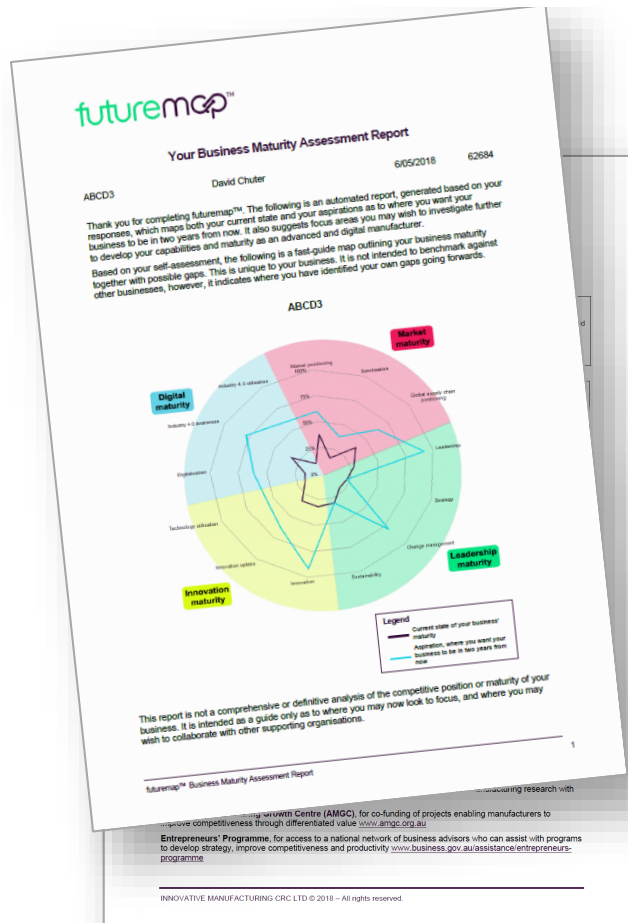 futuremap™
Your Business Maturity Assessment Report
ABCD3 David Chuter 6/05/2018 62684
Thank you for completing futuremap™. The following is an automated report, generated based on your
responses, which maps both your current state and your aspirations as to where you want your
business to be in two years from now. It also suggests focus areas you may wish to investigate further
to develop your capabilities and maturity as an advanced and digital manufacturer.
Based on your self-assessment, the following is a fast-guide map outlining your business maturity
together with possible gaps. This is unique to your business. It is not intended to benchmark against
other businesses, however, it indicates where you have identified your own gaps going forwards.
ABCD3
Market
maturity
Digital
maturity
Market positioning
100%
Industry 4.0 utilisation
Global supply chain
positioning
75%
Industry 4.0 awareness
50%
Leadership
25%
Digitalisation
0%
Strategy
Technology utilisation
Change management
Leadership
maturity
Innovation uptake
Innovation
Sustainability
Innovation
maturity
Legend
Current state of your business'
maturity
Aspiration, where you want your
business to be in two years from
now
This report is not a comprehensive or definitive analysis of the competitive position or maturity of your
business. It is intended as a guide only as to where you may now look to focus, and where you may
wish to collaborate with other supporting organisations.
1
futuremap™ Business Maturity Assessment Report
research with
Growth Centre (AMGC), for co-funding of projects enabling manufacturers to
improve competitiveness through differentiated value www.amgc.org.au
Entrepreneurs' Programme, for access to a national network of business advisors who can assist with programs
to develop strategy, improve competitiveness and productivity www.business.gov.au/assistance/entrepreneurs-
programme
INNOVATIVE MANUFACTURING CRC LTD © 2018 – All rights reserved.